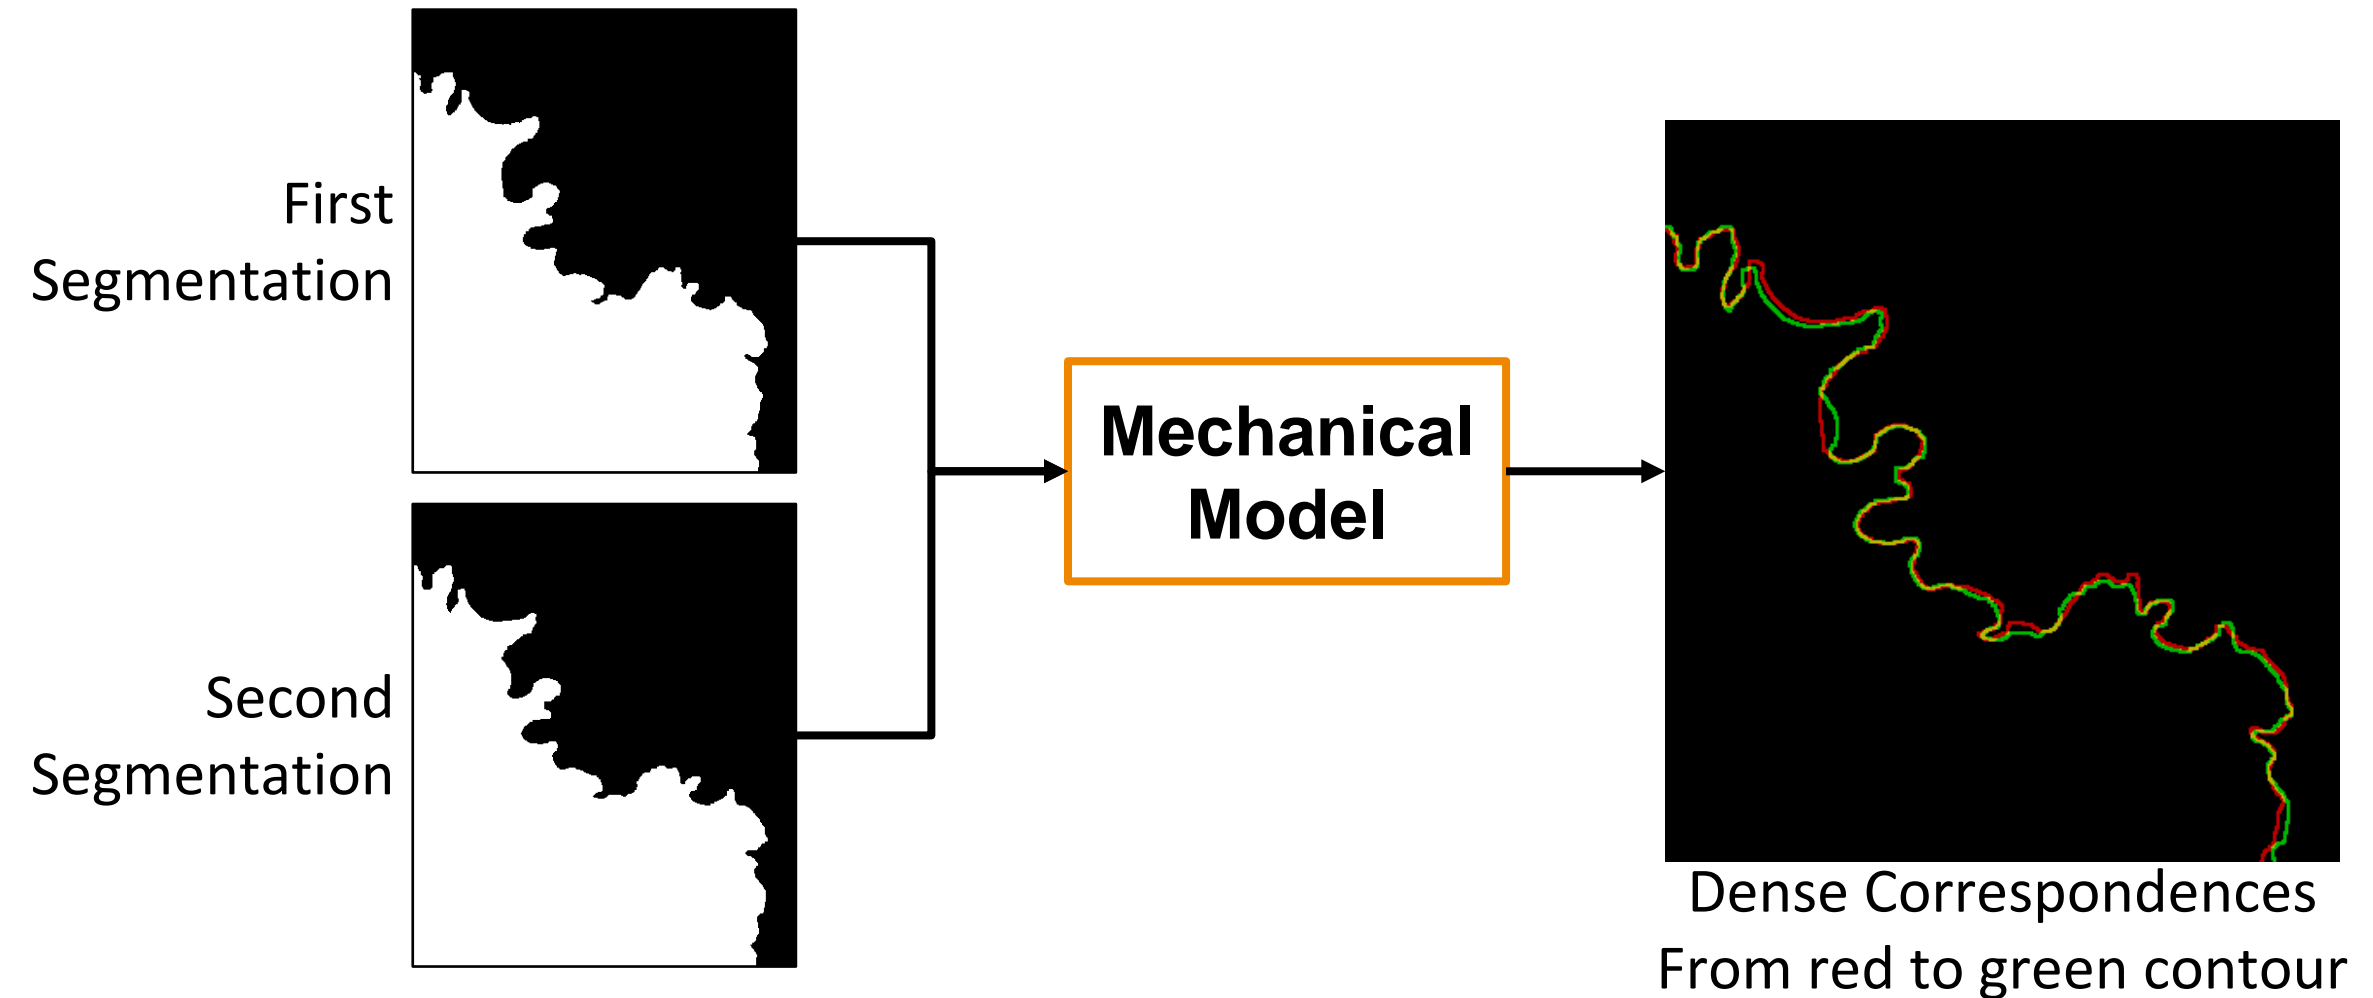 First
Segmentation
Second
Segmentation
Mechanical
Model
Dense Correspondences
From red to green contour